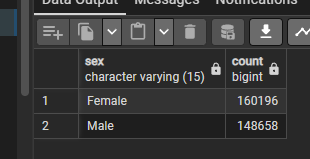 Data Output Messages Notifications
sex count
character varying (15) bigint
1 Female 160196
2 Male 148658